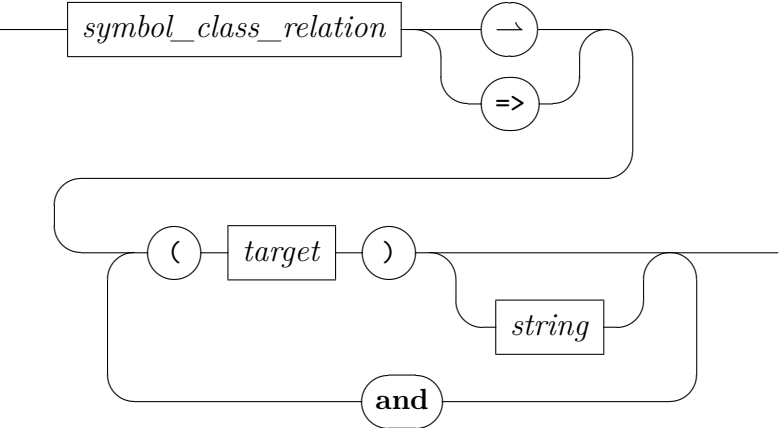 symbol_class_relation ⇀
=>
( target )
string
and